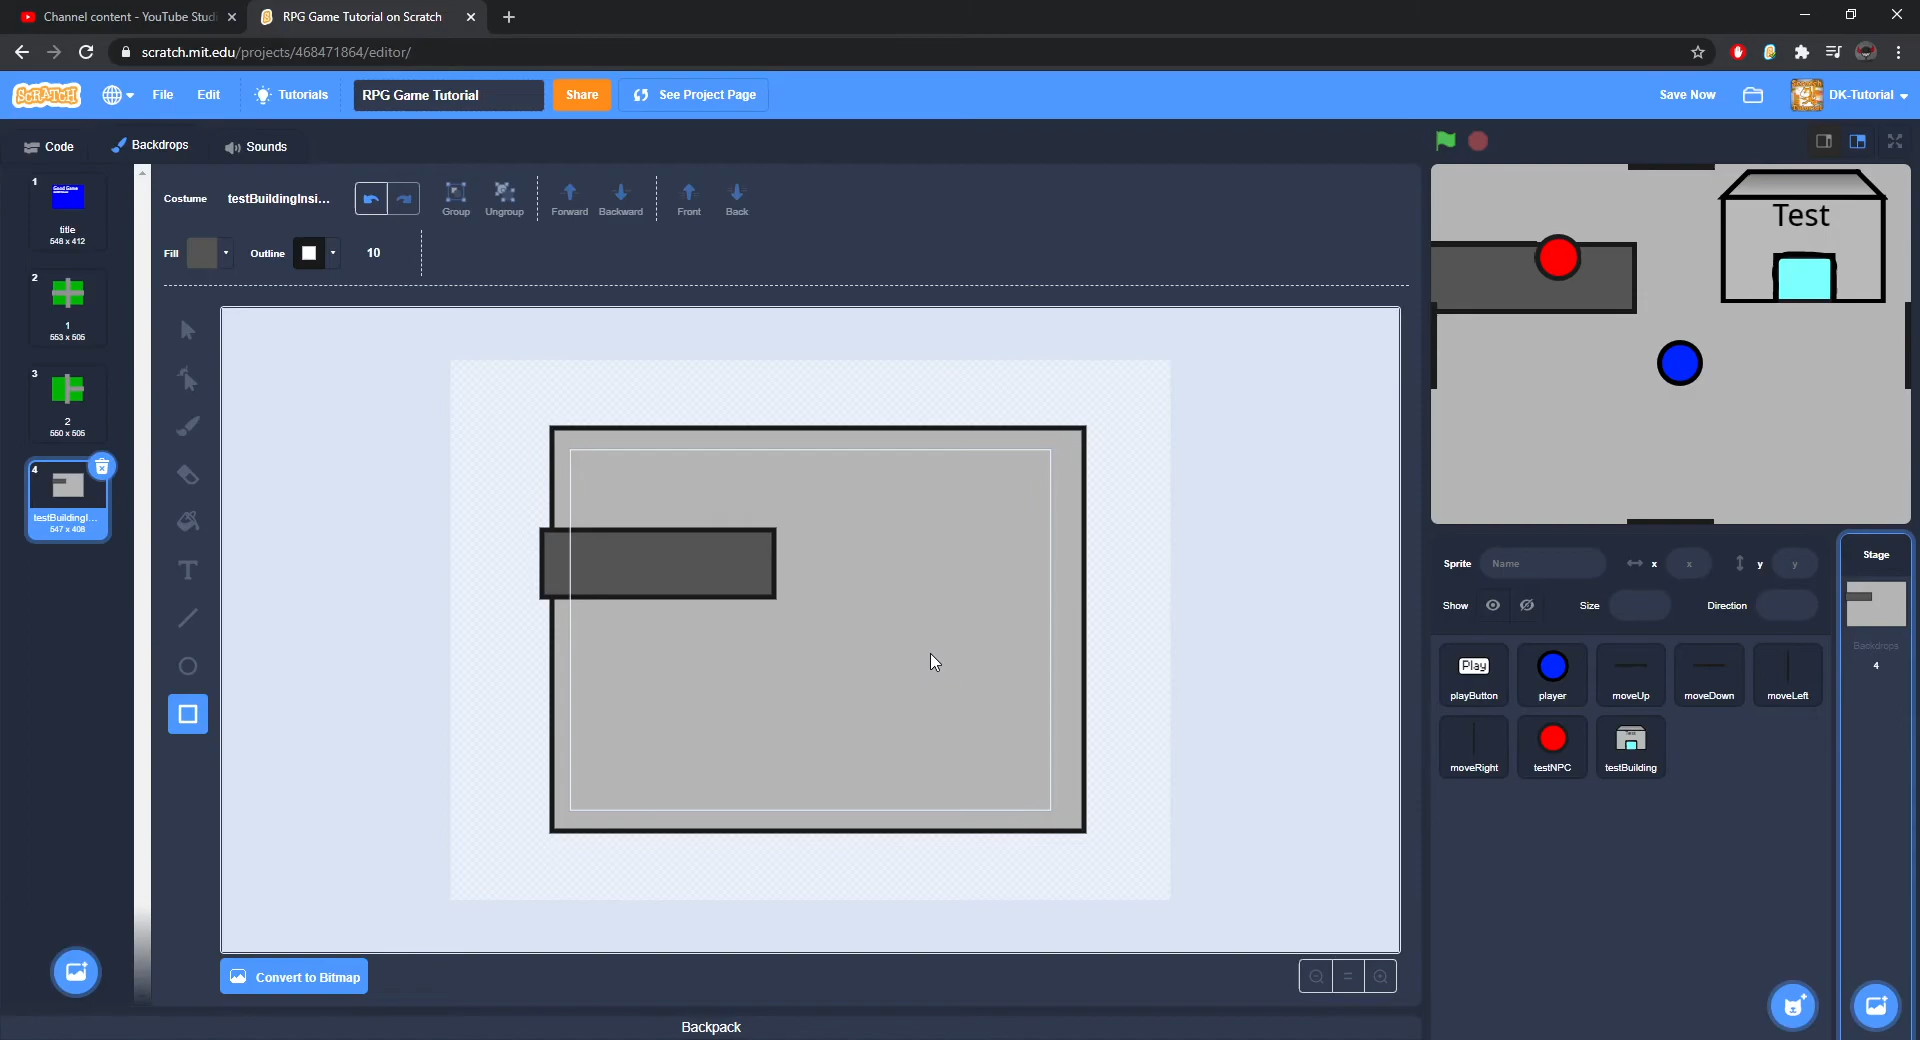 Channel content - YouTube Studi
RPG Game Tutorial on Scratch
scratch.mit.edu/projects/468471864/editor/
SCRATCH
File
Edit
Tutorials
RPG Game Tutorial
Share
See Project Page
Save Now
DK-Tutorial
Code
Backdrops
Sounds
1
title
548 x 412
2
1
553 x 505
3
2
550 x 505
4
testBuildingI...
547 x 408
Costume
testBuildingInsi...
Group
Ungroup
Forward
Backward
Front
Back
Fill
Outline
10
T
Convert to Bitmap
Backpack
Test
Sprite
Name
x
x
y
y
Show
Size
Direction
Play
playButton
player
moveUp
moveDown
moveLeft
moveRight
testNPC
testBuilding
Stage
Backdrops
4